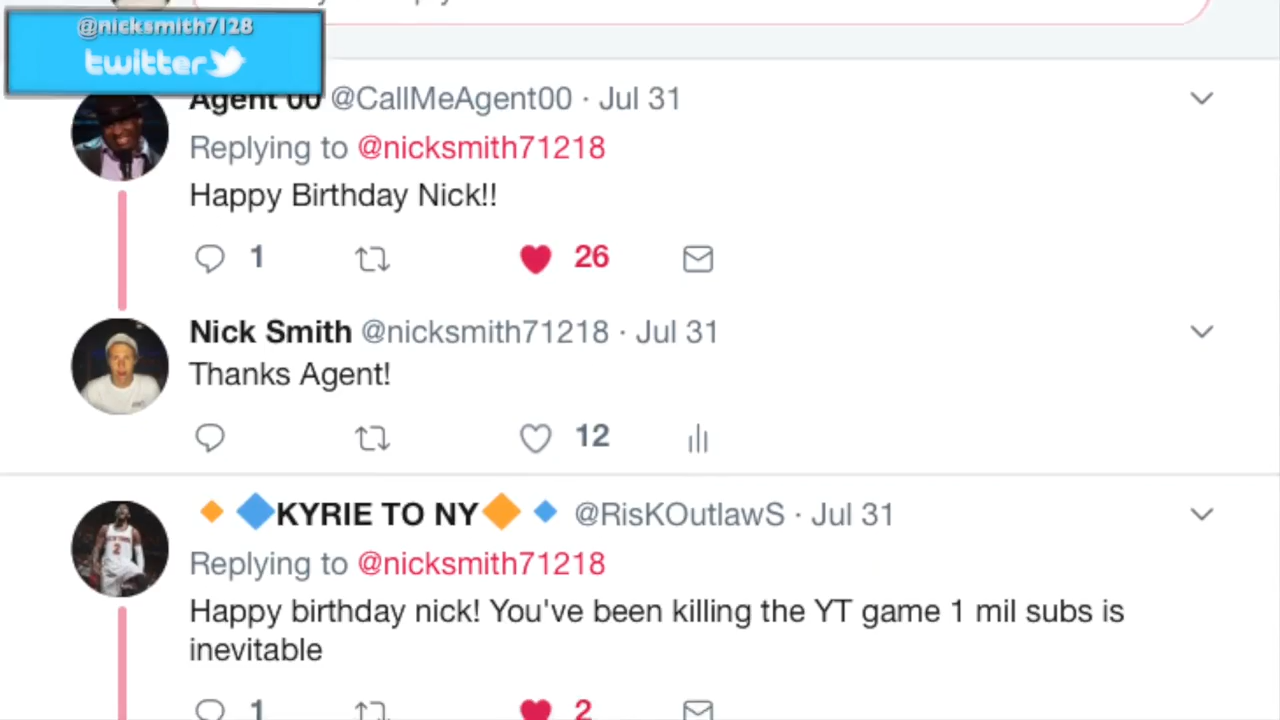 @nicksmith7128
twitter
Agent 00 @CallMeAgent00 · Jul 31
Replying to @nicksmith71218
Happy Birthday Nick!!
1 26
Nick Smith @nicksmith71218 · Jul 31
Thanks Agent!
12
🔸🔷KYRIE TO NY🔶🔹 @RisKOutlawS · Jul 31
Replying to @nicksmith71218
Happy birthday nick! You've been killing the YT game 1 mil subs is
inevitable
1 2